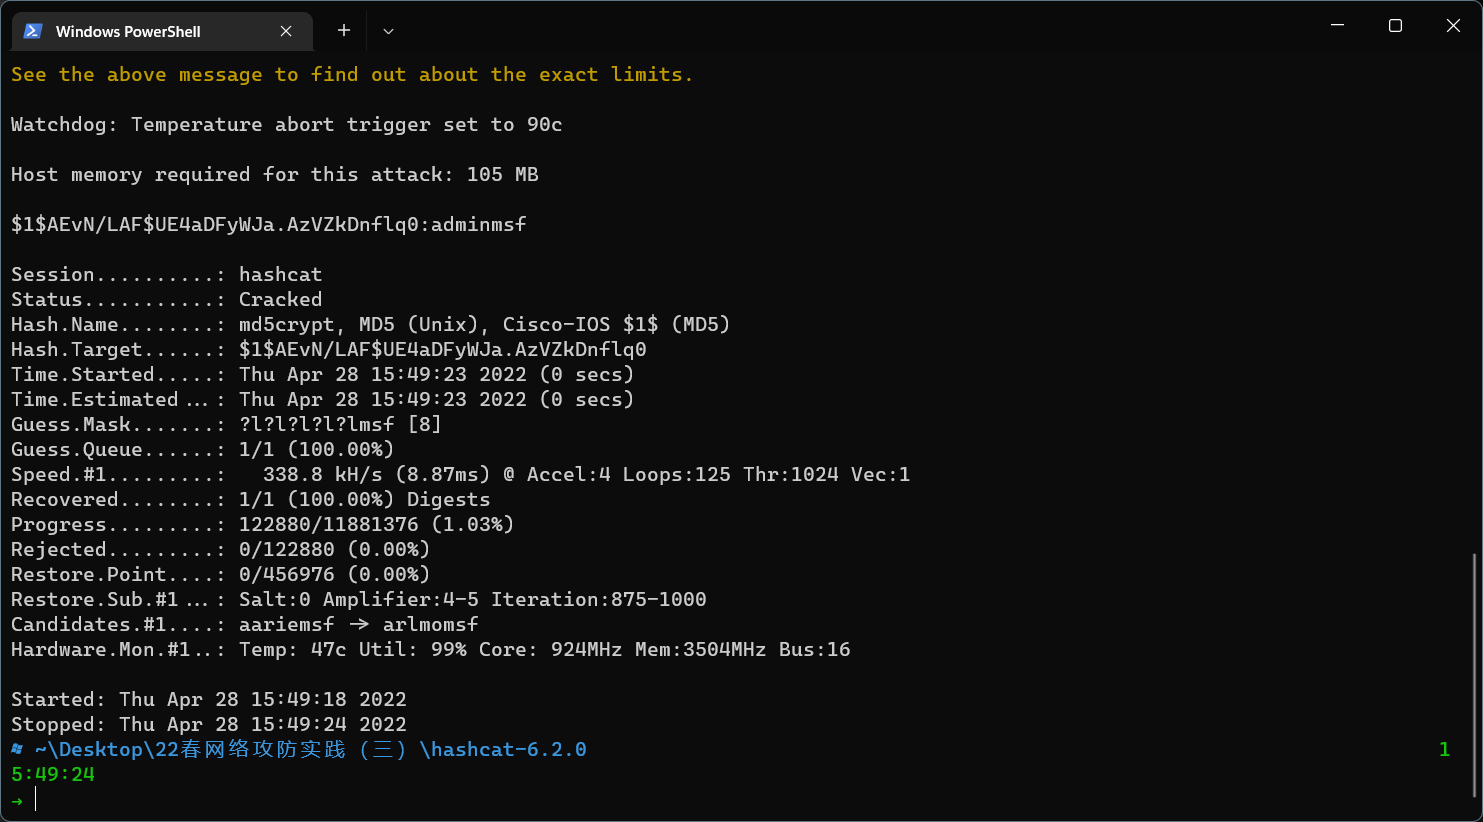 Windows PowerShell
See the above message to find out about the exact limits.
Watchdog: Temperature abort trigger set to 90c
Host memory required for this attack: 105 MB
$1$AEvN/LAF$UE4aDFyWJa.AzVZkDnflq0:adminmsf
Session..........: hashcat
Status...........: Cracked
Hash.Name........: md5crypt, MD5 (Unix), Cisco-IOS $1$ (MD5)
Hash.Target......: $1$AEvN/LAF$UE4aDFyWJa.AzVZkDnflq0
Time.Started.....: Thu Apr 28 15:49:23 2022 (0 secs)
Time.Estimated...: Thu Apr 28 15:49:23 2022 (0 secs)
Guess.Mask.......: ?l?l?l?l?lmsf [8]
Guess.Queue......: 1/1 (100.00%)
Speed.#1.........:   338.8 kH/s (8.87ms) @ Accel:4 Loops:125 Thr:1024 Vec:1
Recovered........: 1/1 (100.00%) Digests
Progress.........: 122880/11881376 (1.03%)
Rejected.........: 0/122880 (0.00%)
Restore.Point....: 0/456976 (0.00%)
Restore.Sub.#1...: Salt:0 Amplifier:4-5 Iteration:875-1000
Candidates.#1....: aariemsf -> arlmomsf
Hardware.Mon.#1..: Temp: 47c Util: 99% Core: 924MHz Mem:3504MHz Bus:16
Started: Thu Apr 28 15:49:18 2022
Stopped: Thu Apr 28 15:49:24 2022
~\Desktop\22春网络攻防实践（三）\hashcat-6.2.0 1
5:49:24
→